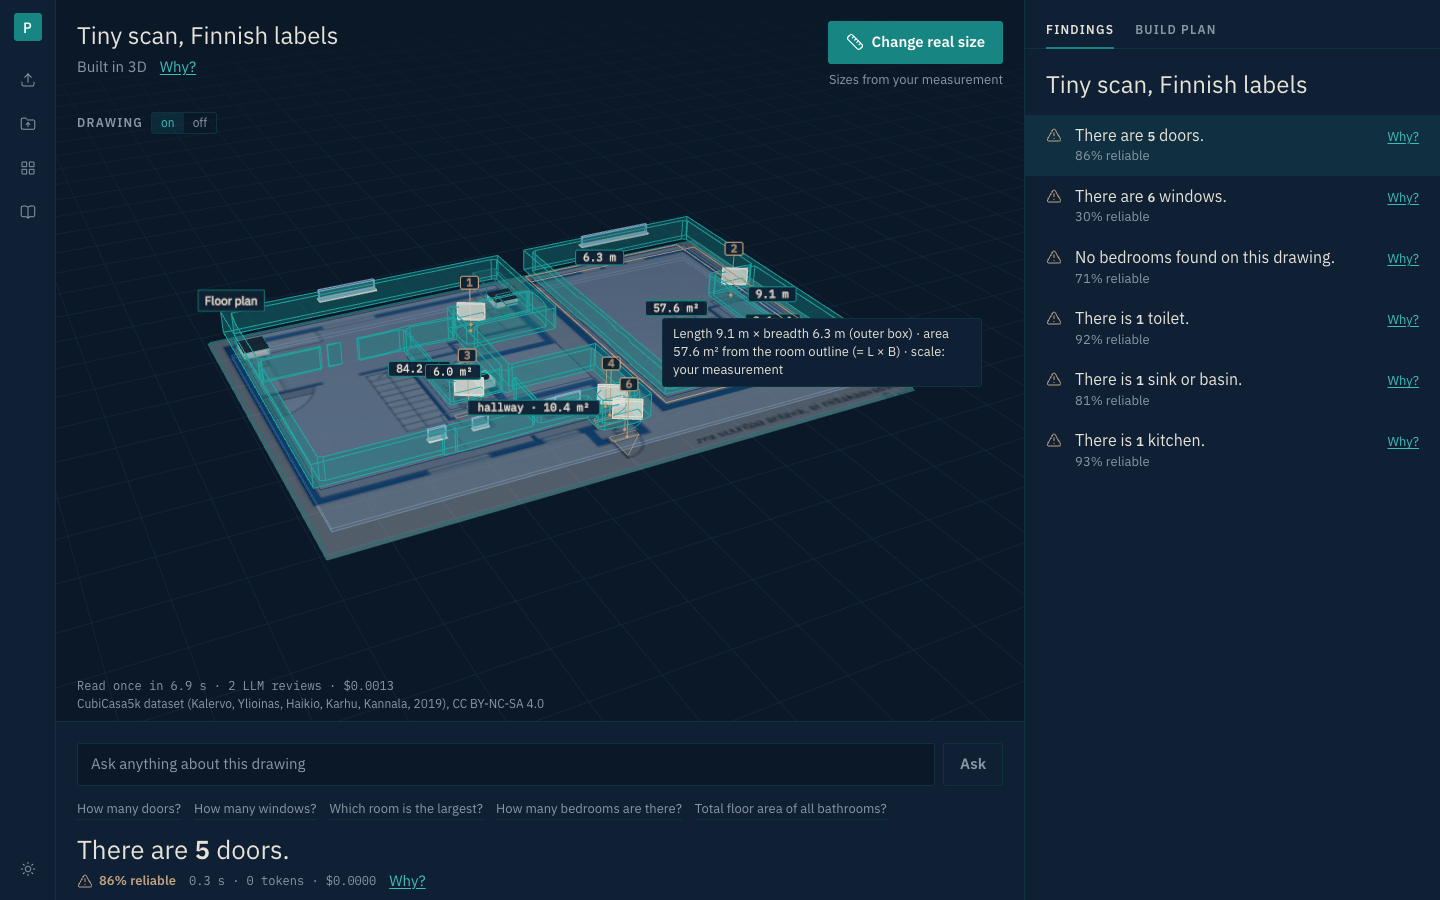 P
Tiny scan, Finnish labels
Built in 3D Why?
Change real size
Sizes from your measurement
DRAWING on off
Floor plan
6.3 m
2
1
9.1 m
57.6 m²
Length 9.1 m × breadth 6.3 m (outer box) · area
57.6 m² from the room outline (= L × B) · scale:
your measurement
3
84.2
6.0 m²
4
6
hallway · 10.4 m²
Read once in 6.9 s · 2 LLM reviews · $0.0013
CubiCasa5k dataset (Kalervo, Ylioinas, Haikio, Karhu, Kannala, 2019), CC BY-NC-SA 4.0
Ask anything about this drawing
Ask
How many doors? How many windows? Which room is the largest? How many bedrooms are there? Total floor area of all bathrooms?
There are 5 doors.
86% reliable 0.3 s · 0 tokens · $0.0000 Why?
FINDINGS BUILD PLAN
Tiny scan, Finnish labels
There are 5 doors. Why?
86% reliable
There are 6 windows. Why?
30% reliable
No bedrooms found on this drawing. Why?
71% reliable
There is 1 toilet. Why?
92% reliable
There is 1 sink or basin. Why?
81% reliable
There is 1 kitchen. Why?
93% reliable